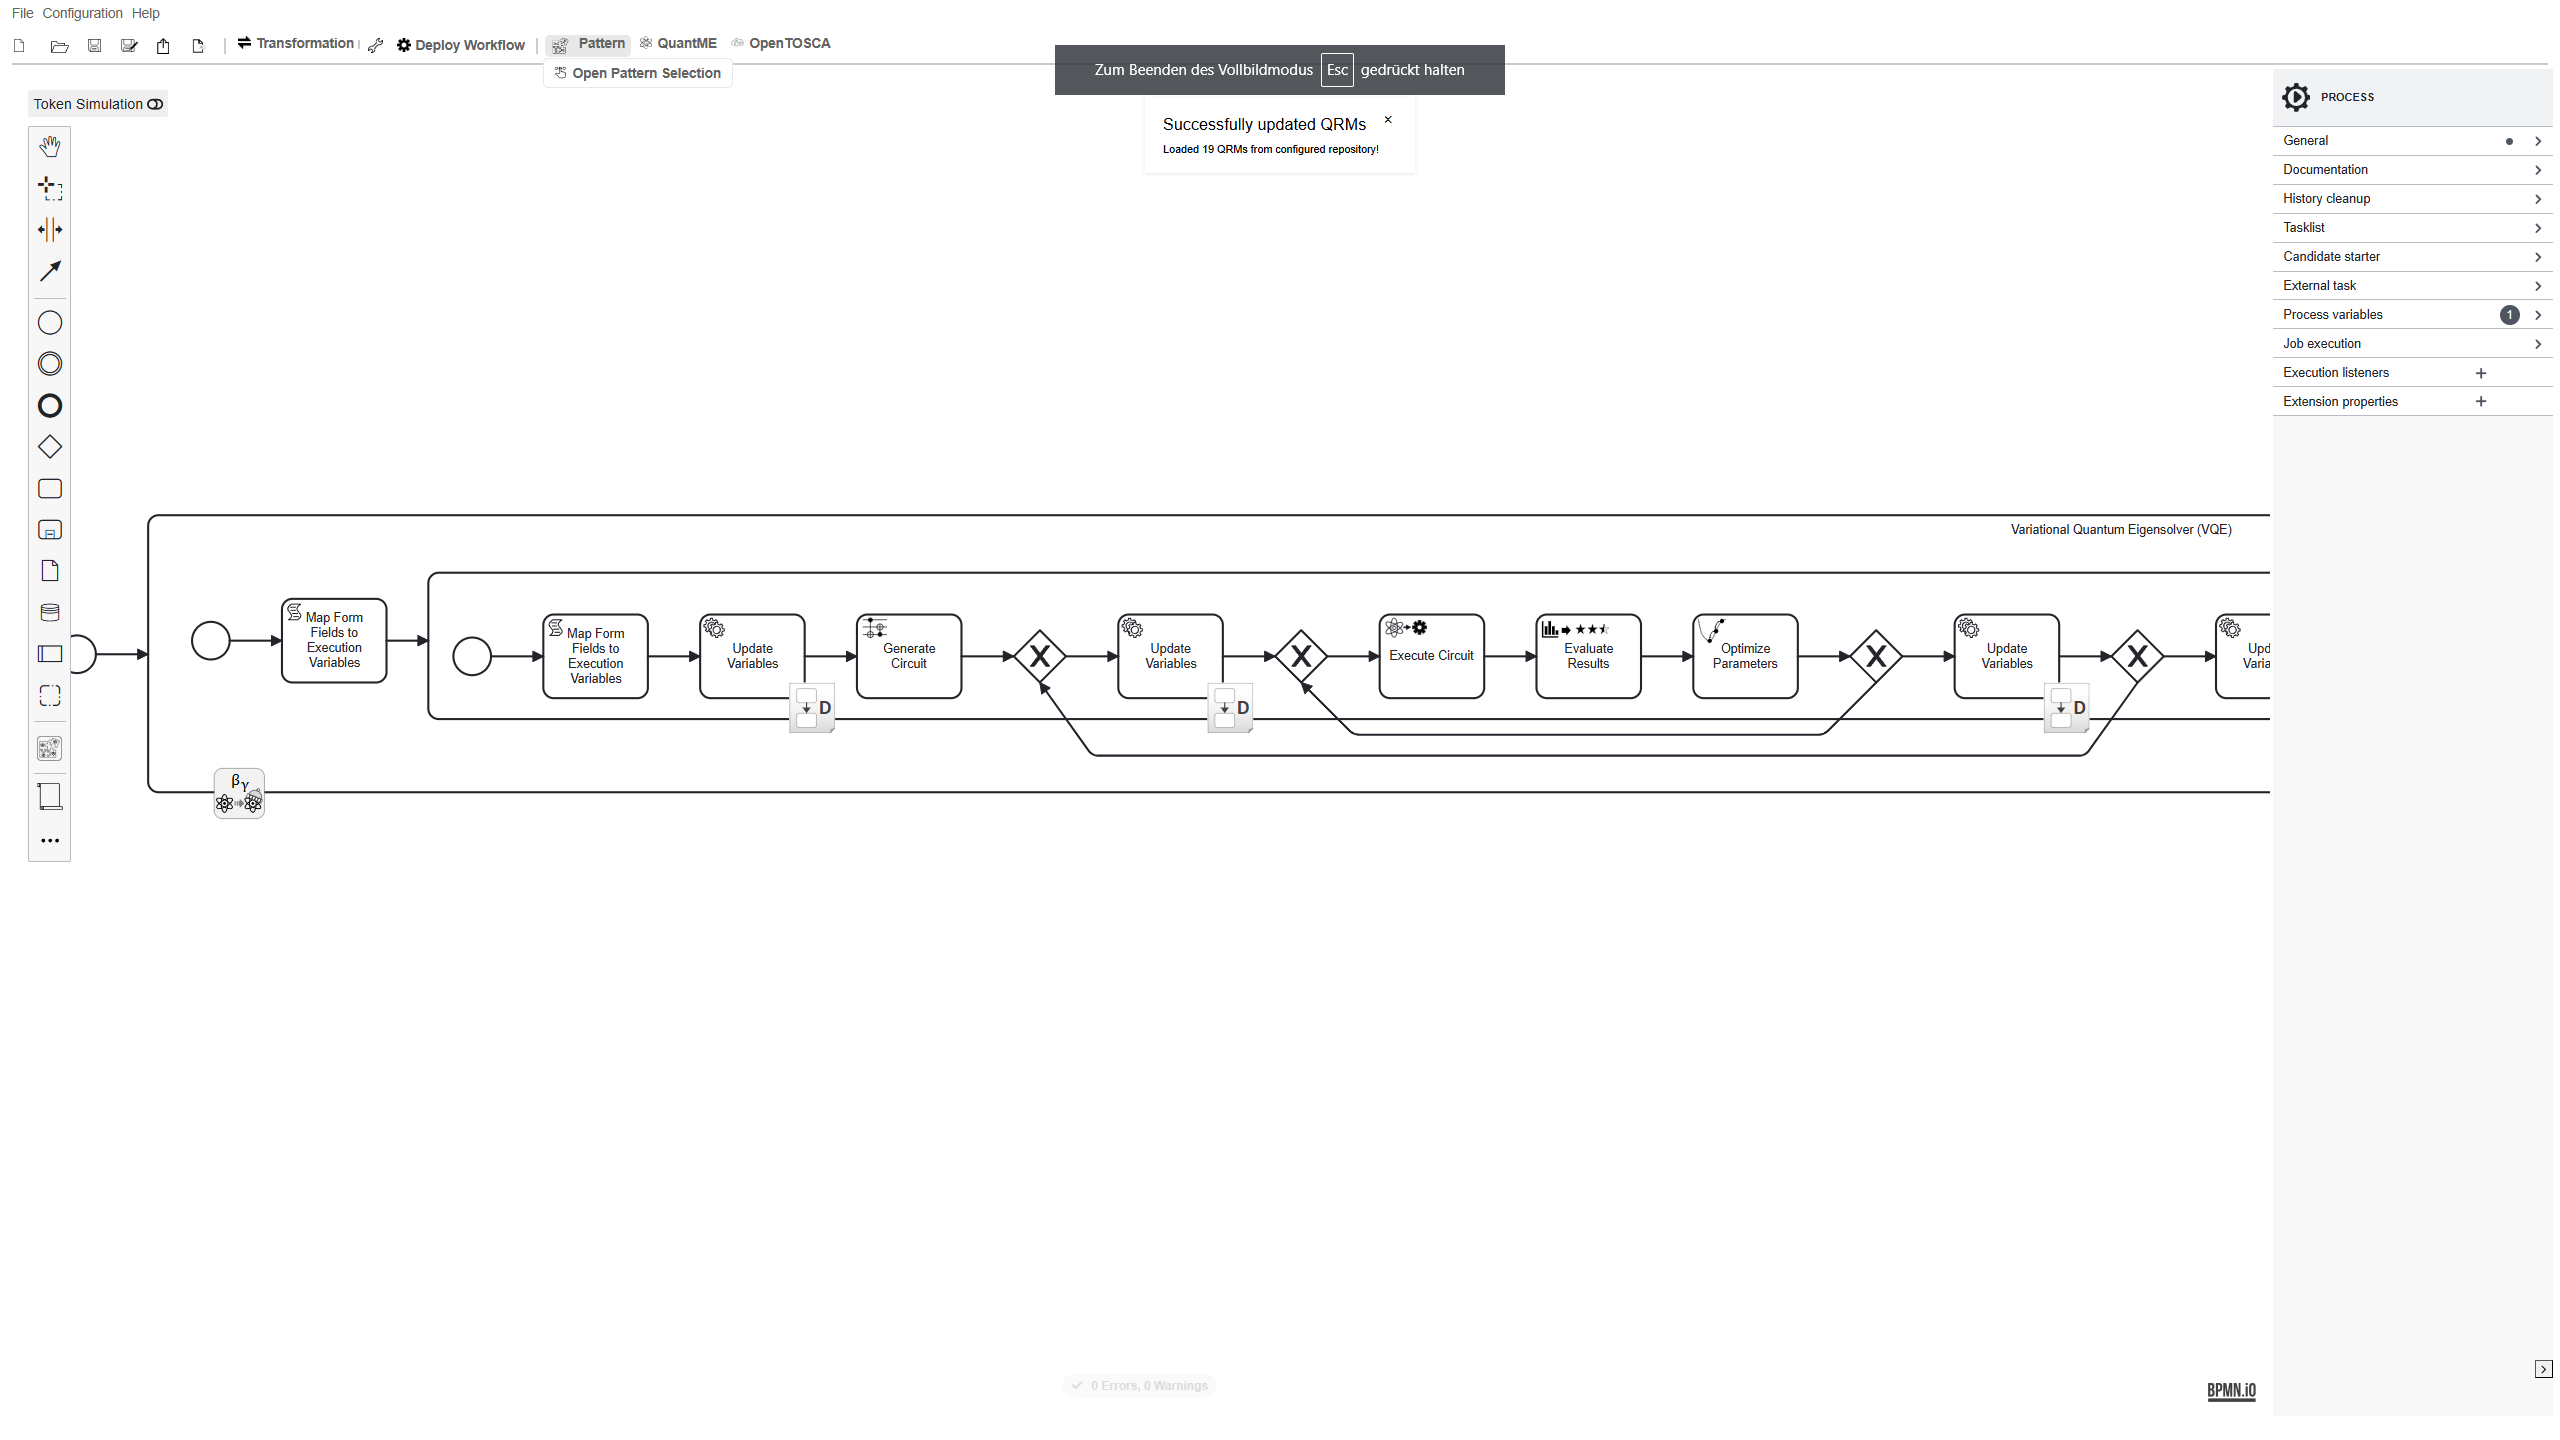 File Configuration Help
Transformation Deploy Workflow Pattern QuantME OpenTOSCA
Open Pattern Selection
Zum Beenden des Vollbildmodus Esc gedrückt halten
Successfully updated QRMs ×
Loaded 19 QRMs from configured repository!
Token Simulation
PROCESS
General
Documentation
History cleanup
Tasklist
Candidate starter
External task
Process variables 1
Job execution
Execution listeners +
Extension properties +
Variational Quantum Eigensolver (VQE)
Map Form
Fields to
Execution
Variables
Map Form
Fields to
Execution
Variables
Update
Variables
D
Generate
Circuit
X
Update
Variables
D
X
Execute Circuit
Evaluate
Results
Optimize
Parameters
X
Update
Variables
D
X
Upd
Varia
β γ
0 Errors, 0 Warnings
BPMN.iO